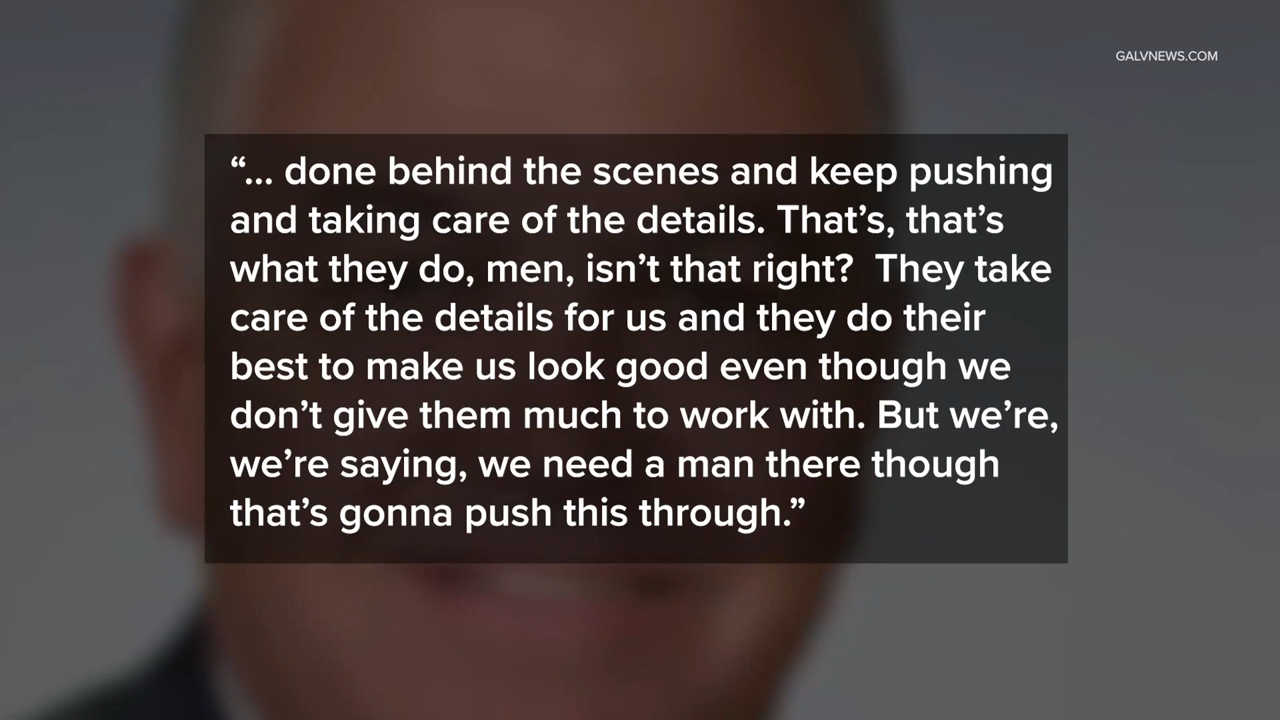 GALVNEWS.COM
“... done behind the scenes and keep pushing
and taking care of the details. That’s, that’s
what they do, men, isn’t that right?  They take
care of the details for us and they do their
best to make us look good even though we
don’t give them much to work with. But we’re,
we’re saying, we need a man there though
that’s gonna push this through.”